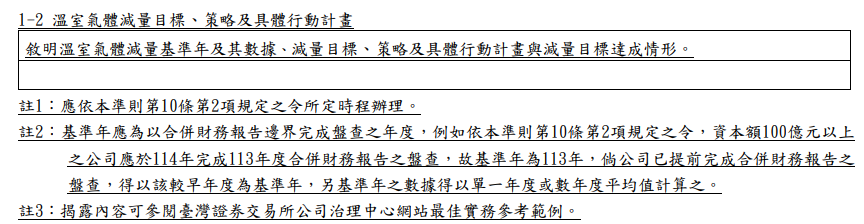 1-2 溫室氣體減量目標、策略及具體行動計畫
敘明溫室氣體減量基準年及其數據、減量目標、策略及具體行動計畫與減量目標達成情形。
註1：應依本準則第10條第2項規定之令所定時程辦理。
註2：基準年應為以合併財務報告邊界完成盤查之年度，例如依本準則第10條第2項規定之令，資本額100億元以上
之公司應於114年完成113年度合併財務報告之盤查，故基準年為113年，倘公司已提前完成合併財務報告之
盤查，得以該較早年度為基準年，另基準年之數據得以單一年度或數年度平均值計算之。
註3：揭露內容可參閱臺灣證券交易所公司治理中心網站最佳實務參考範例。